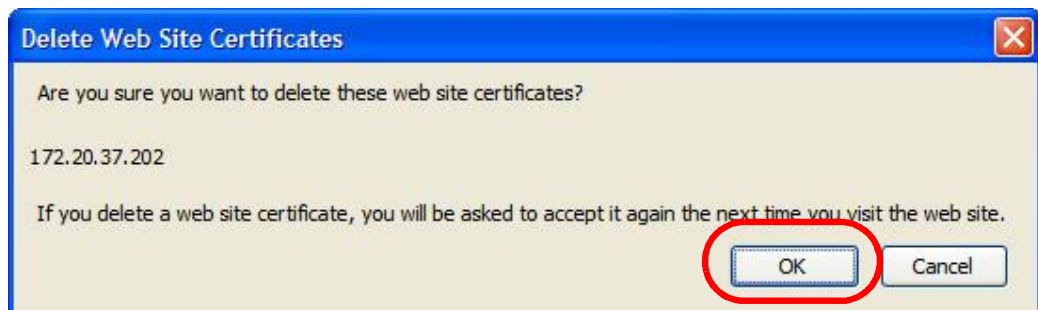 Delete Web Site Certificates
Are you sure you want to delete these web site certificates?
172.20.37.202
If you delete a web site certificate, you will be asked to accept it again the next time you visit the web site.
OK Cancel